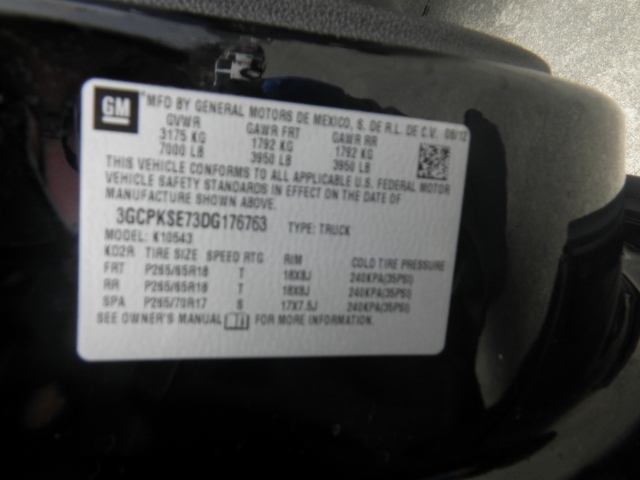 GM
MFD BY GENERAL MOTORS DE MEXICO, S. DE R.L. DE C.V. 08/12
GVWR GAWR FRT GAWR RR
3175 KG 1792 KG 1792 KG
7000 LB 3950 LB 3950 LB
THIS VEHICLE CONFORMS TO ALL APPLICABLE U.S. FEDERAL MOTOR
VEHICLE SAFETY STANDARDS IN EFFECT ON THE DATE OF
MANUFACTURE SHOWN ABOVE.
3GCPKSE73DG176763 TYPE: TRUCK
MODEL: K10543
KO2R TIRE SIZE SPEED RTG RIM COLD TIRE PRESSURE
FRT P265/65R18 T 18X8J 240KPA(35PSI)
RR P265/65R18 T 18X8J 240KPA(35PSI)
SPA P265/70R17 S 17X7.5J 240KPA(35PSI)
SEE OWNER'S MANUAL FOR MORE INFORMATION.